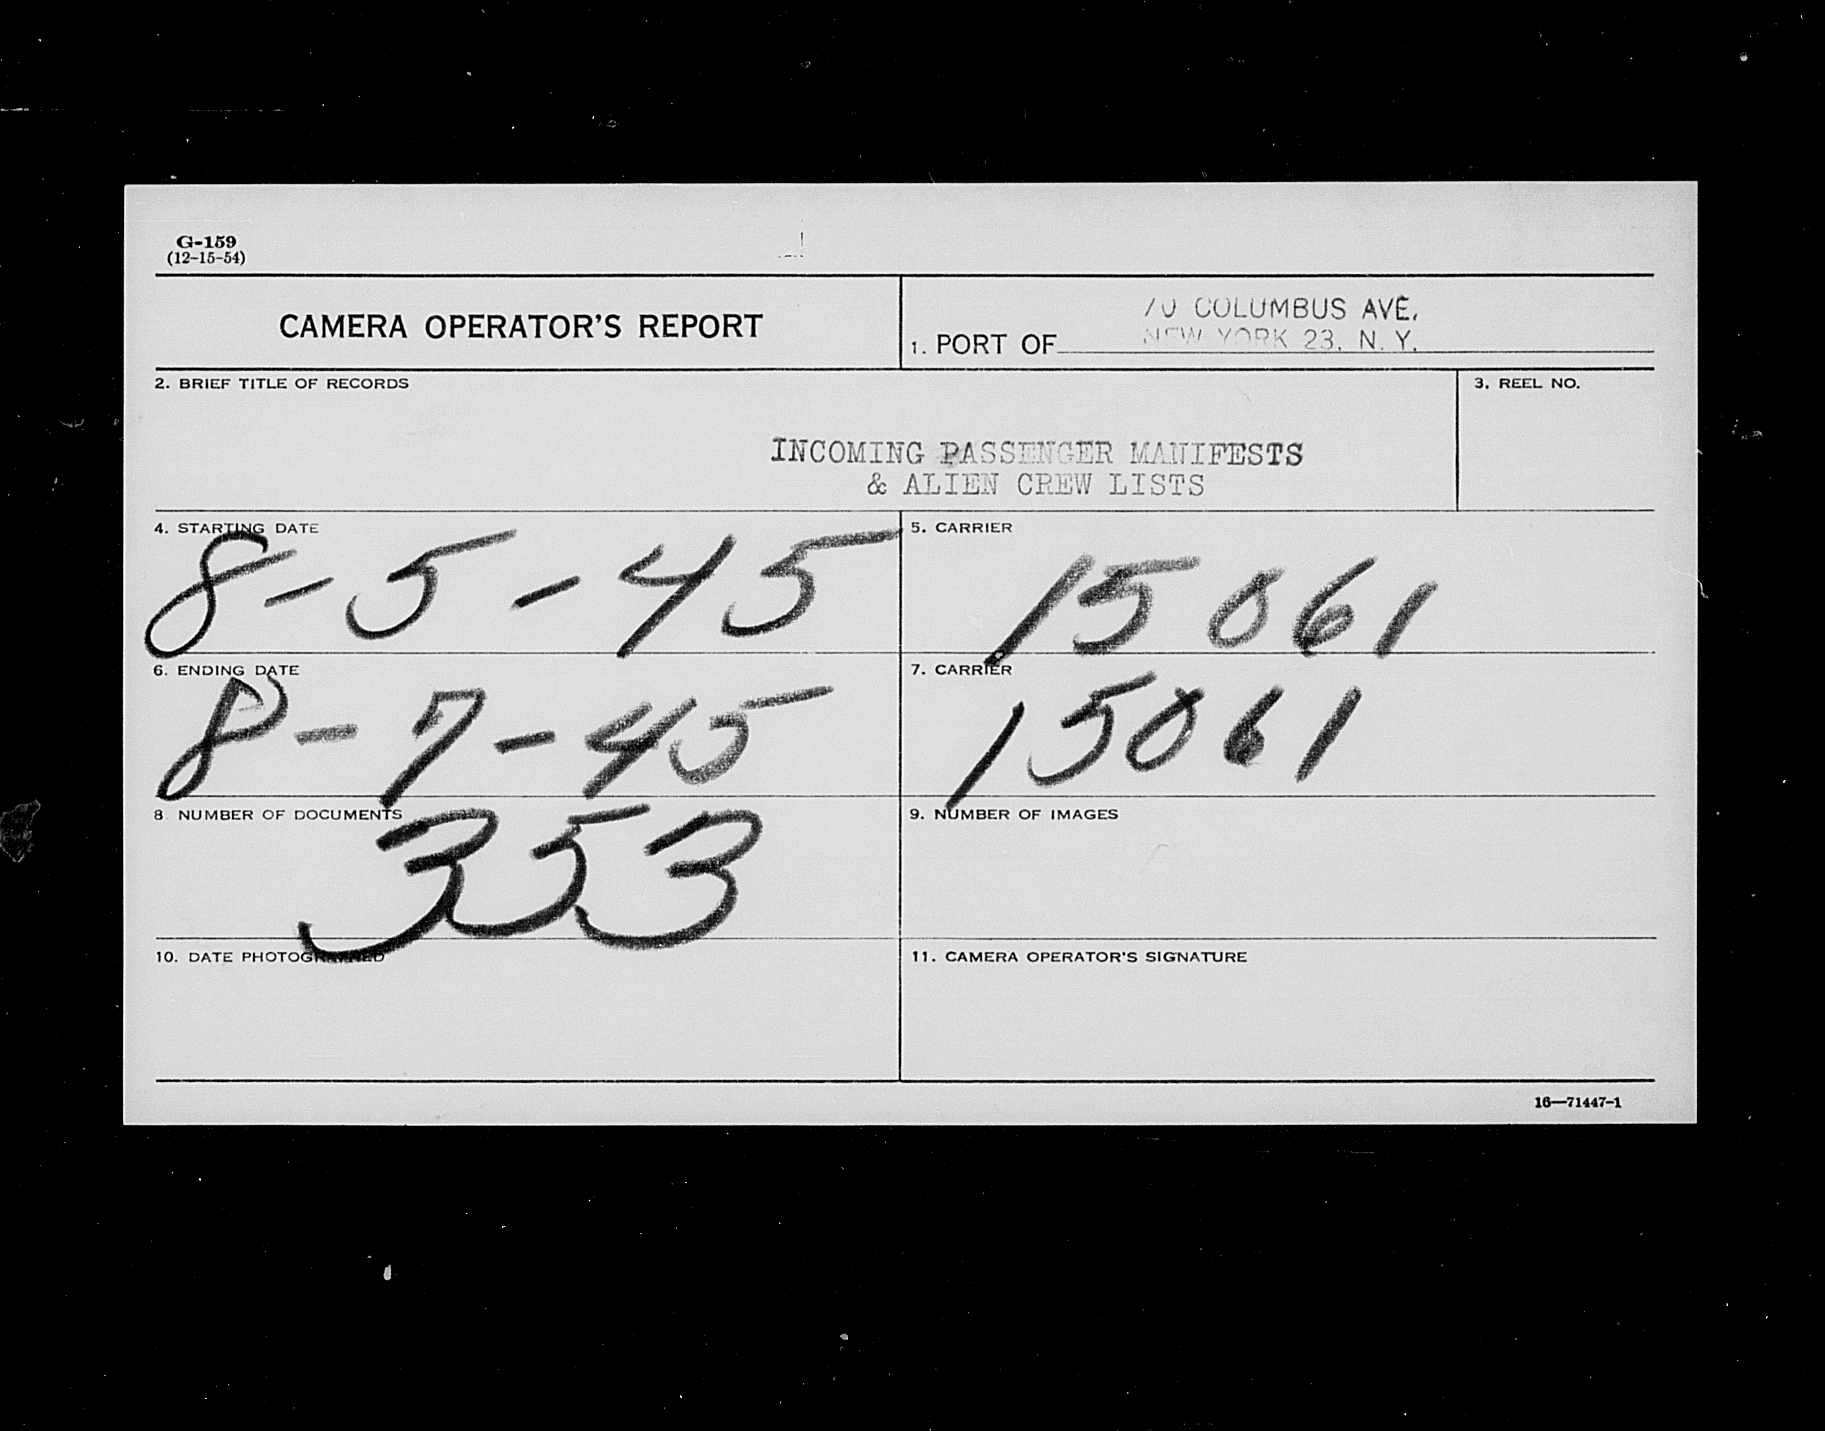 G-159
(12-15-54)
CAMERA OPERATOR'S REPORT
70 COLUMBUS AVE.
1. PORT OF NEW YORK 23, N. Y.
2. BRIEF TITLE OF RECORDS
3. REEL NO.
INCOMING PASSENGER MANIFESTS
& ALIEN CREW LISTS
4. STARTING DATE
8-5-45
5. CARRIER
15061
6. ENDING DATE
8-7-45
7. CARRIER
15061
8 NUMBER OF DOCUMENTS
353
9. NUMBER OF IMAGES
10. DATE PHOTOGRAPHED
11. CAMERA OPERATOR'S SIGNATURE
16—71447-1